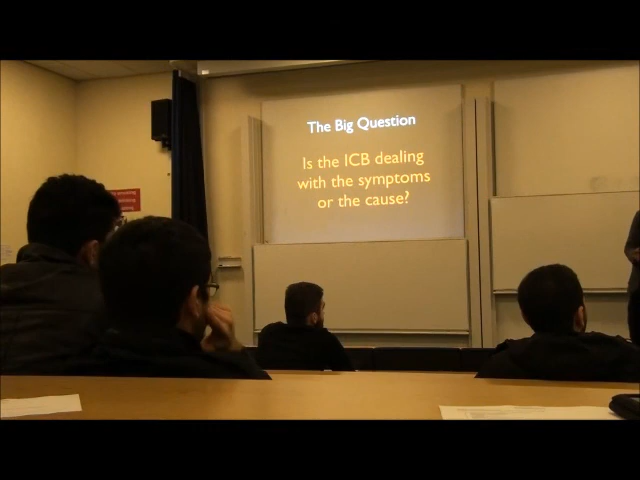 The Big Question
Is the ICB dealing
with the symptoms
or the cause?